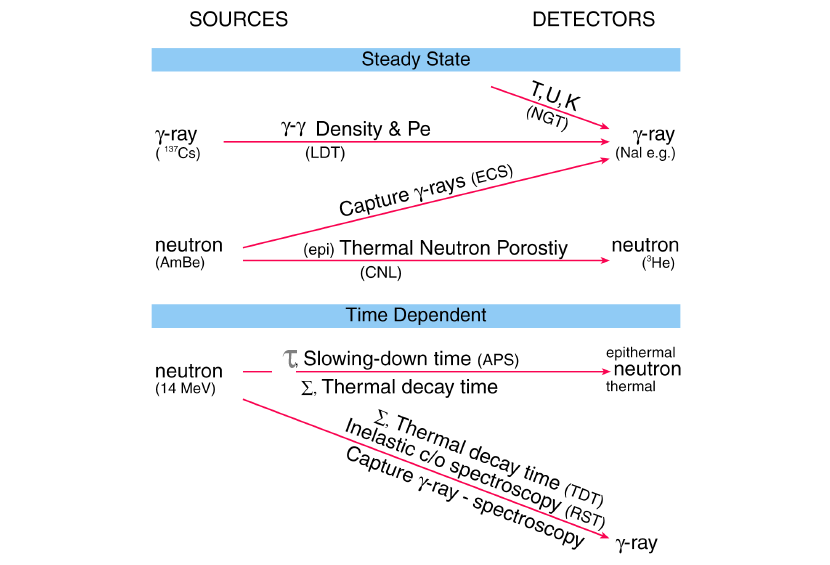 SOURCES
DETECTORS
Steady State
T,U,K
(NGT)
γ-ray
( ¹³⁷Cs)
γ-γ Density & Pe
(LDT)
γ-ray
(NaI e.g.)
Capture γ-rays (ECS)
neutron
(AmBe)
(epi) Thermal Neutron Porostiy
(CNL)
neutron
(³He)
Time Dependent
neutron
(14 MeV)
τ, Slowing-down time (APS)
Σ, Thermal decay time
epithermal
neutron
thermal
Σ, Thermal decay time (TDT)
Inelastic c/o spectroscopy (RST)
Capture γ-ray - spectroscopy
γ-ray